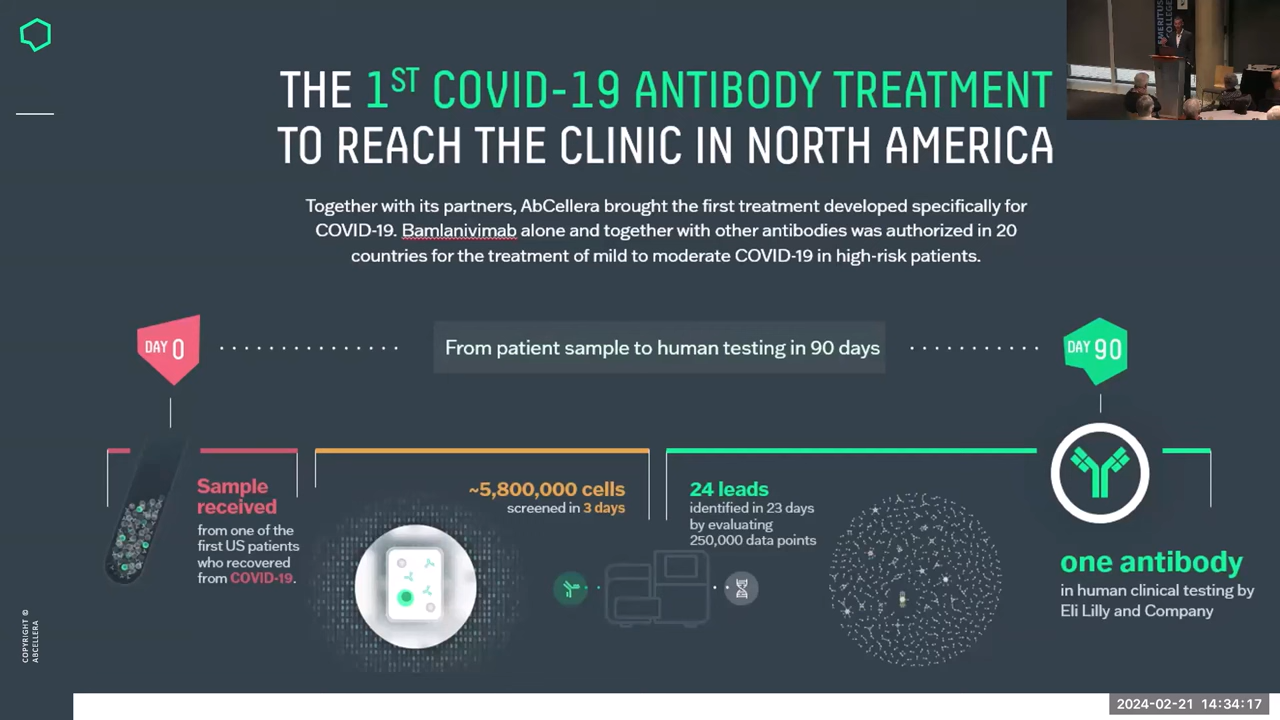 THE 1ST COVID-19 ANTIBODY TREATMENT
TO REACH THE CLINIC IN NORTH AMERICA
Together with its partners, AbCellera brought the first treatment developed specifically for
COVID-19. Bamlanivimab alone and together with other antibodies was authorized in 20
countries for the treatment of mild to moderate COVID-19 in high-risk patients.
DAY 0
From patient sample to human testing in 90 days
DAY 90
Sample
received
from one of the
first US patients
who recovered
from COVID-19.
~5,800,000 cells
screened in 3 days
24 leads
identified in 23 days
by evaluating
250,000 data points
one antibody
in human clinical testing by
Eli Lilly and Company
COPYRIGHT ©
ABCELLERA
EMERITUS
COLLEGE
2024-02-21 14:34:17